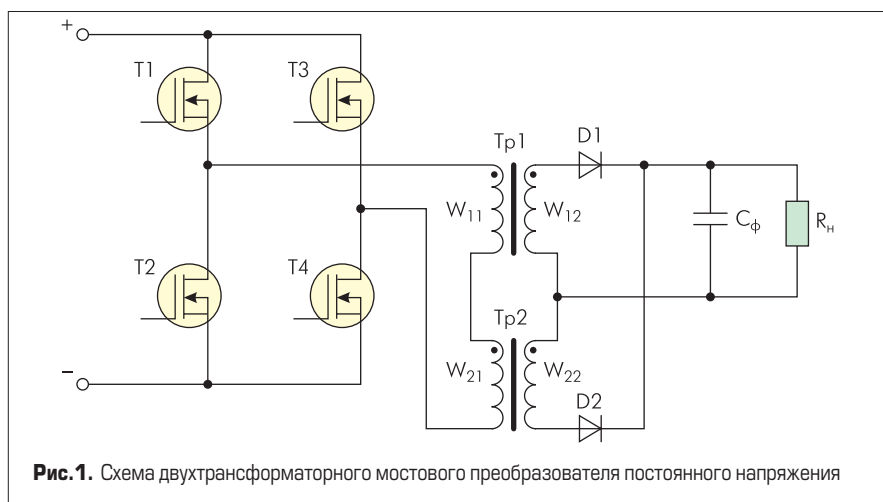 +
T1
T3
Tp1
D1
W₁₁
W₁₂
Cф
Rн
T2
T4
Tp2
−
W₂₁
W₂₂
D2
Рис.1. Схема двухтрансформаторного мостового преобразователя постоянного напряжения